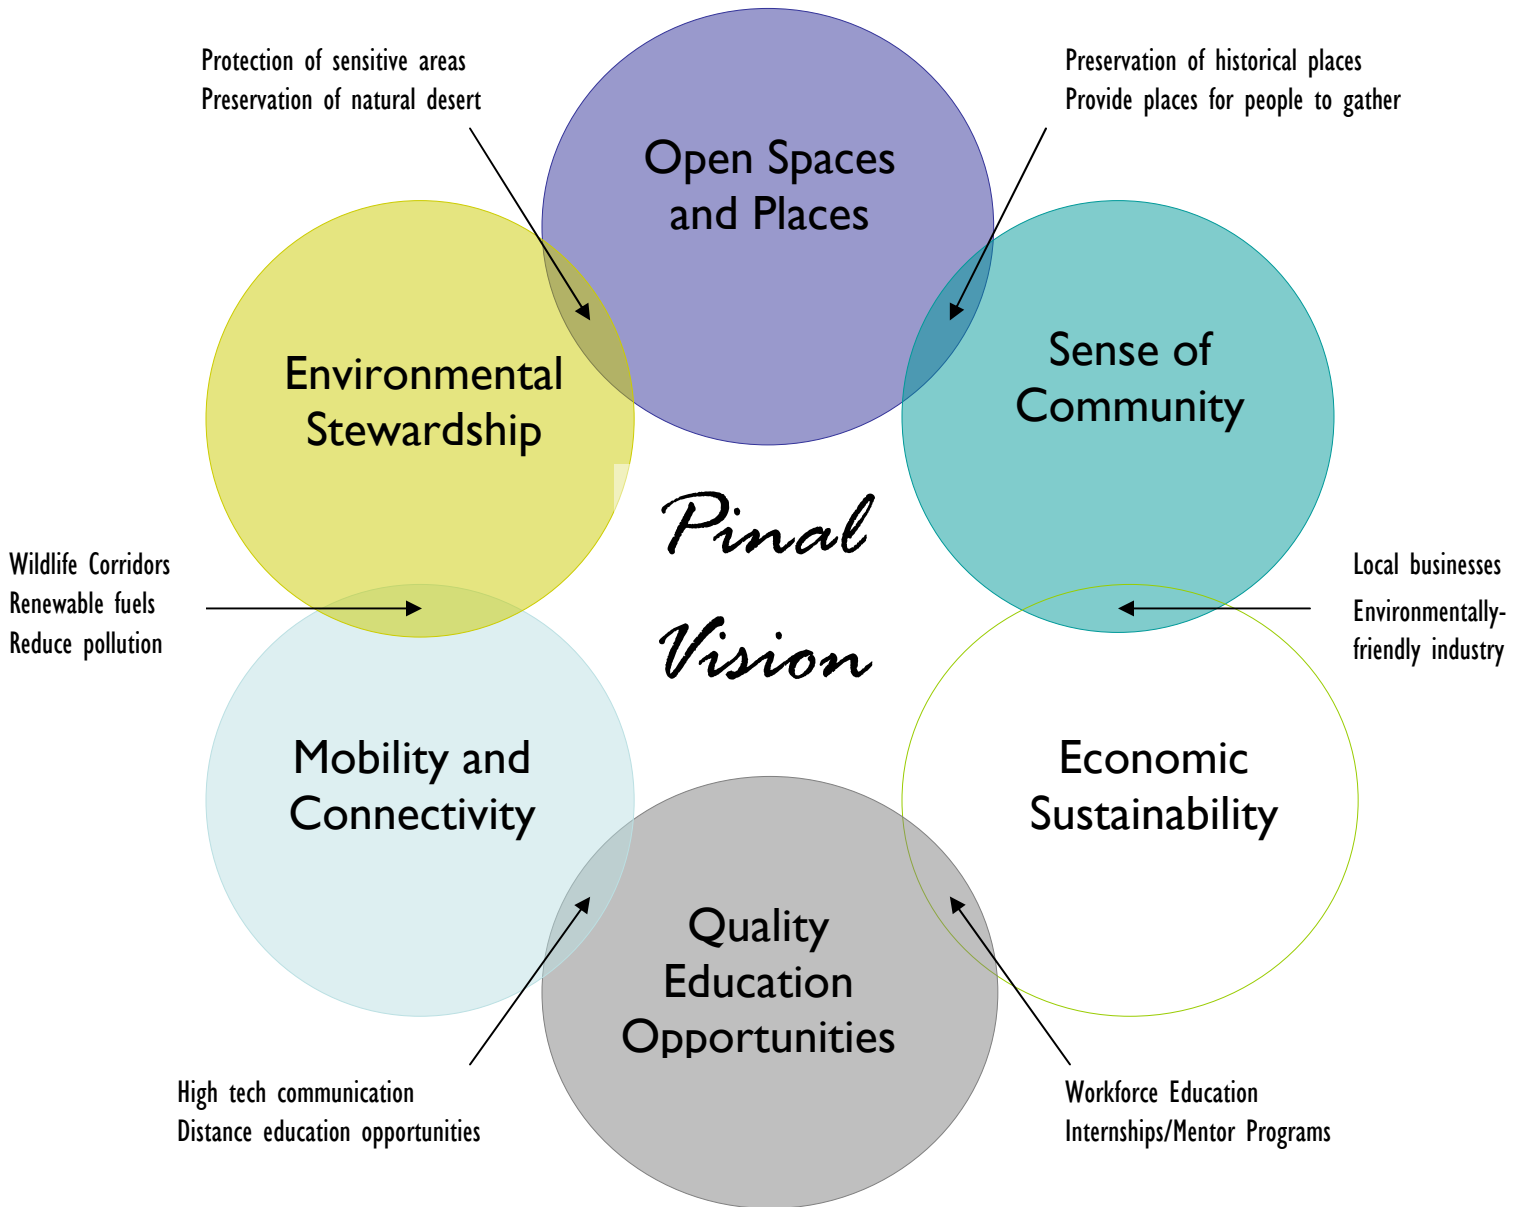 Protection of sensitive areas
Preservation of natural desert
Preservation of historical places
Provide places for people to gather
Open Spaces
and Places
Environmental
Stewardship
Sense of
Community
Pinal
Vision
Wildlife Corridors
Renewable fuels
Reduce pollution
Local businesses
Environmentally-
friendly industry
Mobility and
Connectivity
Economic
Sustainability
Quality
Education
Opportunities
High tech communication
Distance education opportunities
Workforce Education
Internships/Mentor Programs